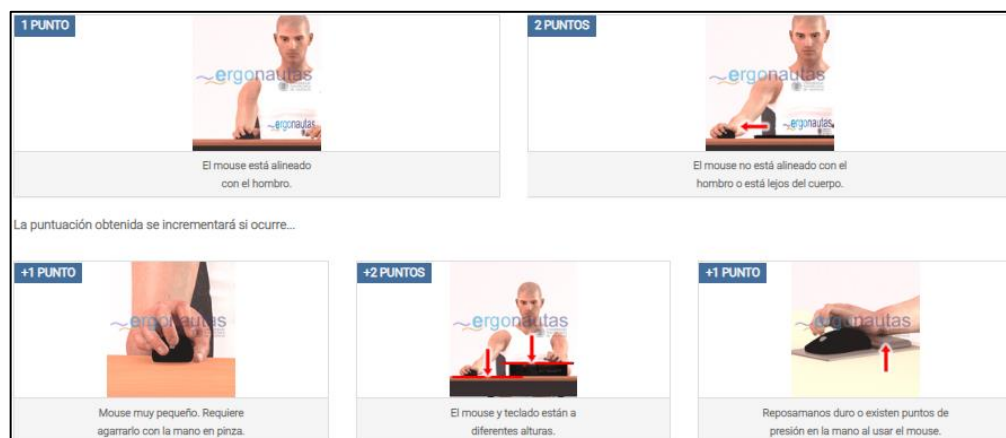 1 PUNTO
2 PUNTOS
ergonautas
ergonautas
ergonautas
ergonautas
El mouse está alineado
con el hombro.
El mouse no está alineado con el
hombro o está lejos del cuerpo.
La puntuación obtenida se incrementará si ocurre...
+1 PUNTO
+2 PUNTOS
+1 PUNTO
ergonautas
ergonautas
ergonautas
Mouse muy pequeño. Requiere
agarrarlo con la mano en pinza.
El mouse y teclado están a
diferentes alturas.
Reposamanos duro o existen puntos de
presión en la mano al usar el mouse.